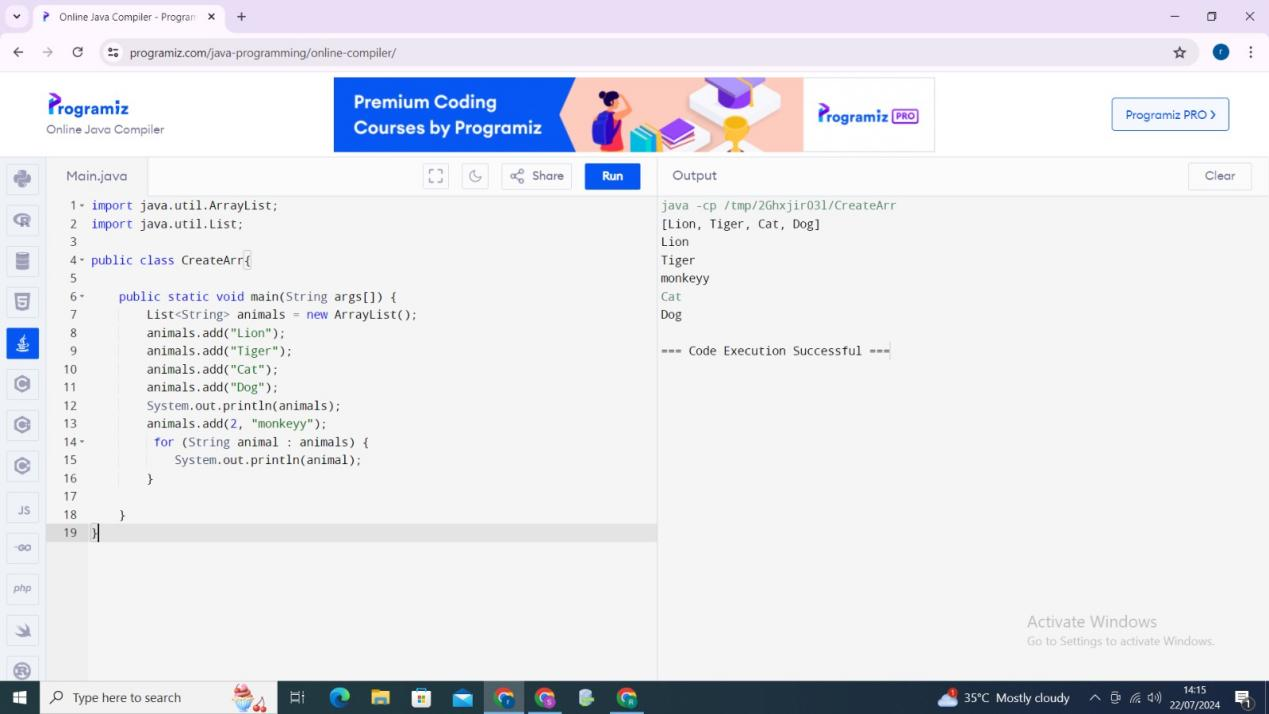 Online Java Compiler - Program
programiz.com/java-programming/online-compiler/
r
Programiz
Online Java Compiler
Premium Coding
Courses by Programiz
Programiz PRO
Programiz PRO
Main.java
Share
Run
Output
Clear
1 import java.util.ArrayList;
2 import java.util.List;
3
4 public class CreateArr{
5
6 public static void main(String args[]) {
7 List<String> animals = new ArrayList();
8 animals.add("Lion");
9 animals.add("Tiger");
10 animals.add("Cat");
11 animals.add("Dog");
12 System.out.println(animals);
13 animals.add(2, "monkeyy");
14 for (String animal : animals) {
15 System.out.println(animal);
16 }
17
18 }
19 }
java -cp /tmp/2GhxjirO3l/CreateArr
[Lion, Tiger, Cat, Dog]
Lion
Tiger
monkeyy
Cat
Dog
=== Code Execution Successful ===
JS
GO
php
Activate Windows
Go to Settings to activate Windows.
Type here to search
35°C Mostly cloudy
14:15
22/07/2024